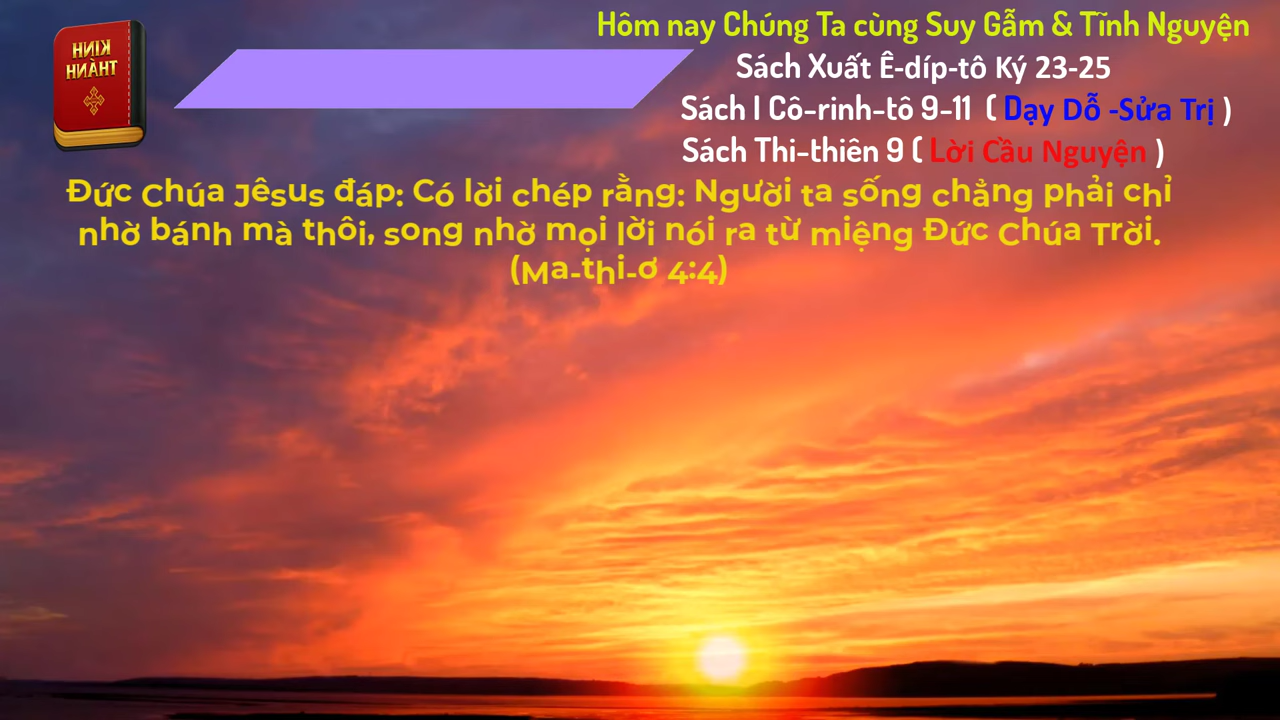 KINH
THÀNH
Hôm nay Chúng Ta cùng Suy Gẫm & Tĩnh Nguyện
Sách Xuất Ê-díp-tô Ký 23-25
Sách I Cô-rinh-tô 9-11 ( Dạy Dỗ -Sửa Trị )
Sách Thi-thiên 9 ( Lời Cầu Nguyện )
Đức Chúa Jêsus đáp: Có lời chép rằng: Người ta sống chẳng phải chỉ
nhờ bánh mà thôi, song nhờ mọi lời nói ra từ miệng Đức Chúa Trời.
(Ma-thi-ơ 4:4)